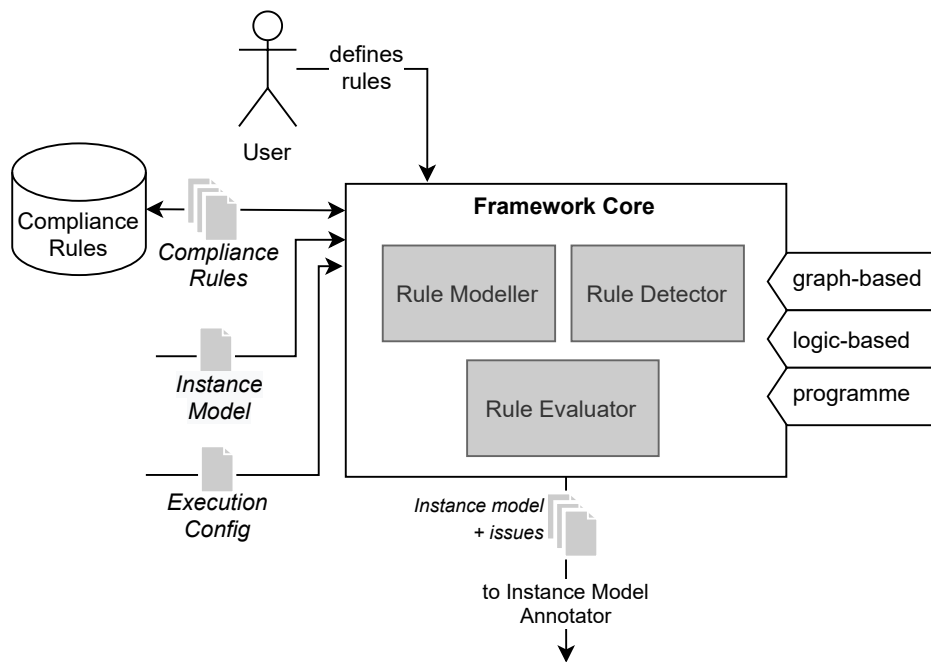 defines
rules
User
Compliance
Rules
Compliance
Rules
Framework Core
Rule Modeller
Rule Detector
Rule Evaluator
graph-based
logic-based
programme
Instance
Model
Execution
Config
Instance model
+ issues
to Instance Model
Annotator